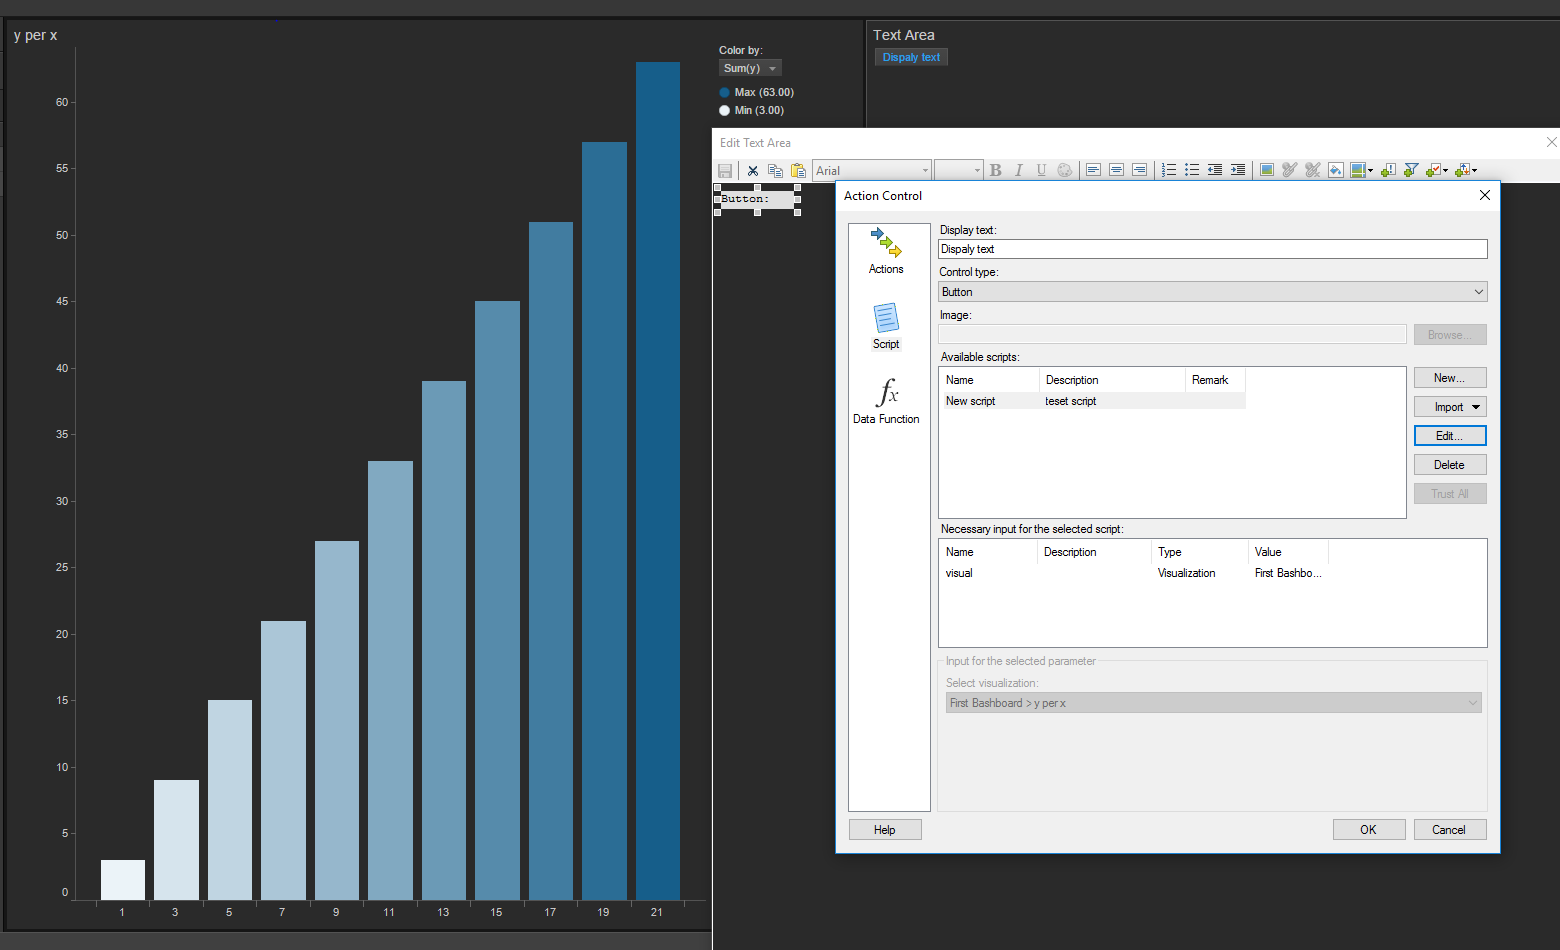 y per x
60
55
50
45
40
35
30
25
20
15
10
5
0
1 3 5 7 9 11 13 15 17 19 21
Color by:
Sum(y)
Max (63.00)
Min (3.00)
Text Area
Dispaly text
Edit Text Area
Arial
B I U
Button:
Action Control
Actions
Script
fx
Data Function
Display text:
Dispaly text
Control type:
Button
Image:
Browse...
Available scripts:
Name Description Remark
New script teset script
New...
Import
Edit...
Delete
Trust All
Necessary input for the selected script:
Name Description Type Value
visual Visualization First Bashbo...
Input for the selected parameter
Select visualization:
First Bashboard > y per x
Help
OK
Cancel